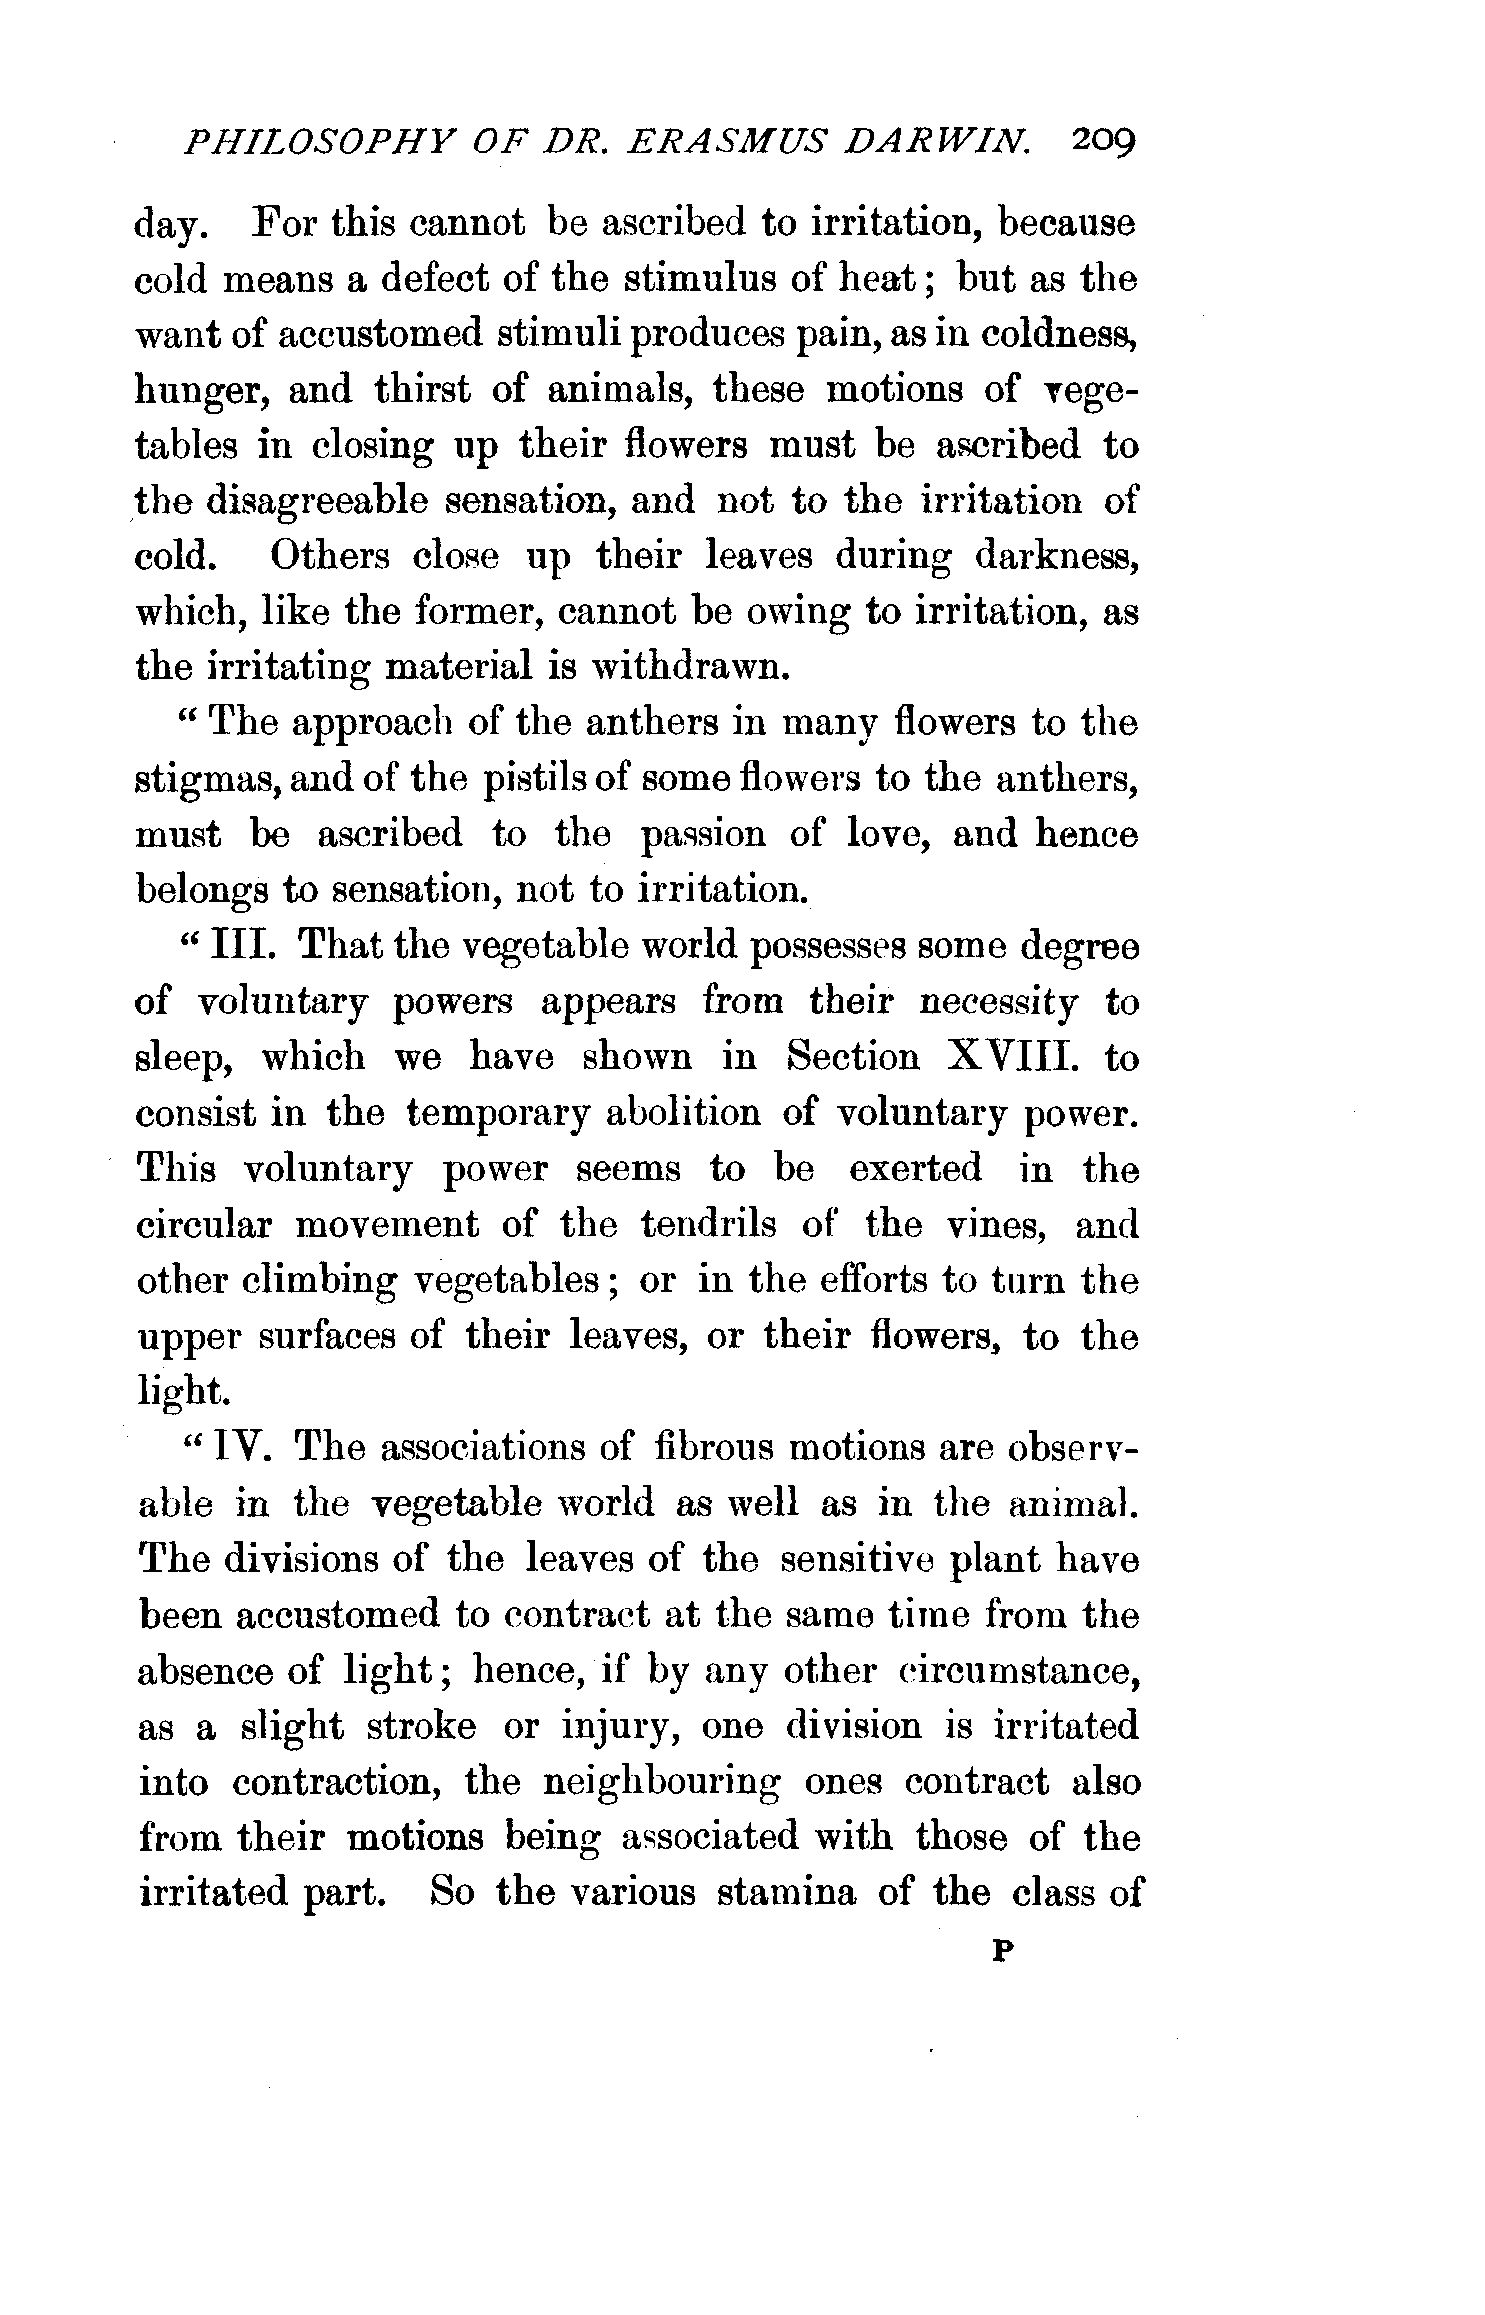 PHILOSOPHY OF DR. ERASMUS DARWIN. 209
day. For this cannot be ascribed to irritation, because
cold means a defect of the stimulus of heat; but as the
want of accustomed stimuli produces pain, as in coldness,
hunger, and thirst of animals, these motions of vege-
tables in closing up their flowers must be ascribed to
the disagreeable sensation, and not to the irritation of
cold. Others close up their leaves during darkness,
which, like the former, cannot be owing to irritation, as
the irritating material is withdrawn.
“ The approach of the anthers in many flowers to the
stigmas, and of the pistils of some flowers to the anthers,
must be ascribed to the passion of love, and hence
belongs to sensation, not to irritation.
“ III. That the vegetable world possesses some degree
of voluntary powers appears from their necessity to
sleep, which we have shown in Section XVIII. to
consist in the temporary abolition of voluntary power.
This voluntary power seems to be exerted in the
circular movement of the tendrils of the vines, and
other climbing vegetables; or in the efforts to turn the
upper surfaces of their leaves, or their flowers, to the
light.
“ IV. The associations of fibrous motions are observ-
able in the vegetable world as well as in the animal.
The divisions of the leaves of the sensitive plant have
been accustomed to contract at the same time from the
absence of light; hence, if by any other circumstance,
as a slight stroke or injury, one division is irritated
into contraction, the neighbouring ones contract also
from their motions being associated with those of the
irritated part. So the various stamina of the class of
P